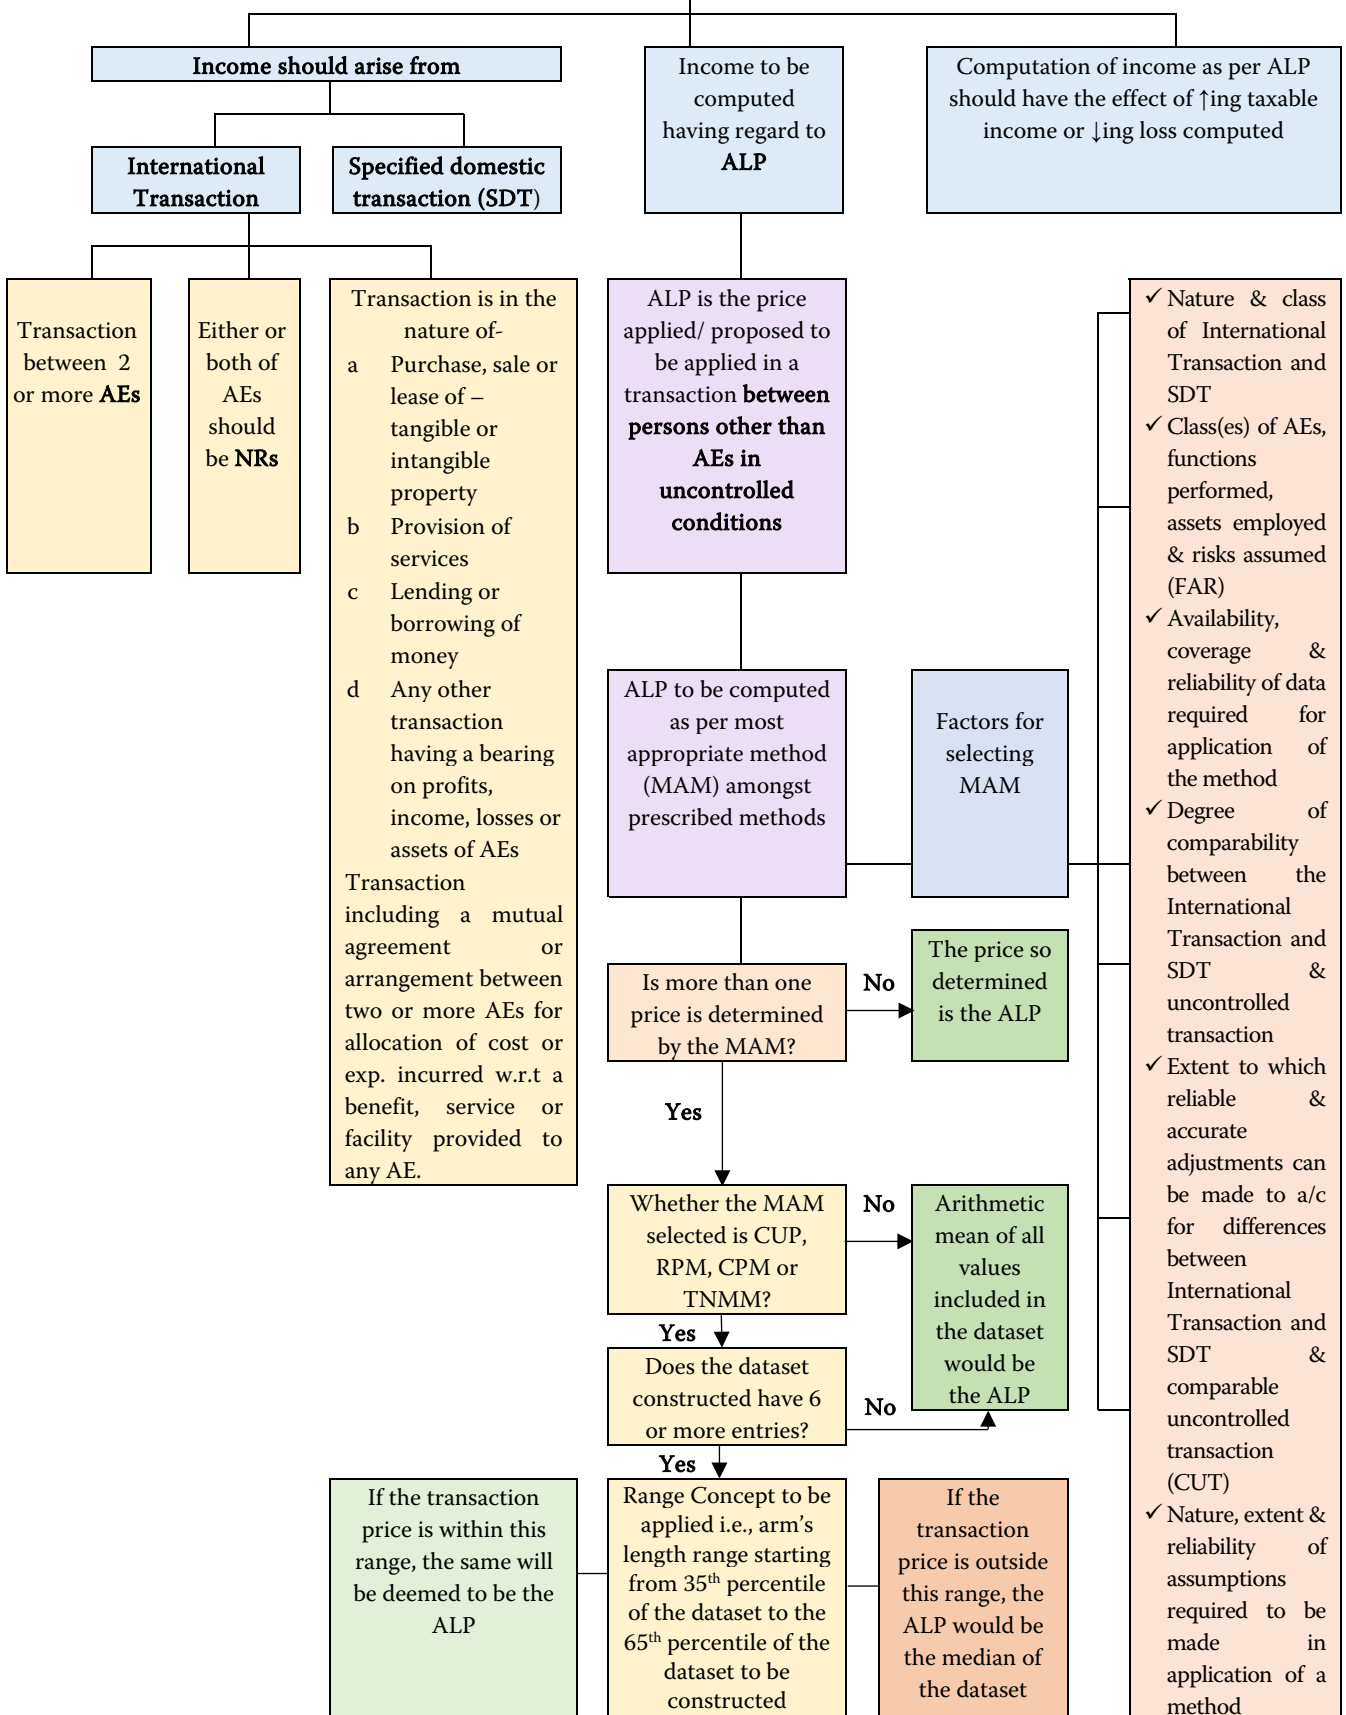 Income should arise from
International
Transaction
Specified domestic
transaction (SDT)
Income to be
computed
having regard to
ALP
Computation of income as per ALP
should have the effect of ↑ing taxable
income or ↓ing loss computed
Transaction
between 2
or more AEs
Either or
both of
AEs
should
be NRs
Transaction is in the
nature of-
a Purchase, sale or
lease of –
tangible or
intangible
property
b Provision of
services
c Lending or
borrowing of
money
d Any other
transaction
having a bearing
on profits,
income, losses or
assets of AEs
Transaction
including a mutual
agreement or
arrangement between
two or more AEs for
allocation of cost or
exp. incurred w.r.t a
benefit, service or
facility provided to
any AE.
ALP is the price
applied/ proposed to
be applied in a
transaction between
persons other than
AEs in
uncontrolled
conditions
ALP to be computed
as per most
appropriate method
(MAM) amongst
prescribed methods
Factors for
selecting
MAM
✓ Nature & class
of International
Transaction and
SDT
✓ Class(es) of AEs,
functions
performed,
assets employed
& risks assumed
(FAR)
✓ Availability,
coverage &
reliability of data
required for
application of
the method
✓ Degree of
comparability
between the
International
Transaction and
SDT &
uncontrolled
transaction
✓ Extent to which
reliable &
accurate
adjustments can
be made to a/c
for differences
between
International
Transaction and
SDT &
comparable
uncontrolled
transaction
(CUT)
✓ Nature, extent &
reliability of
assumptions
required to be
made in
application of a
method
Is more than one
price is determined
by the MAM?
No
The price so
determined
is the ALP
Yes
Whether the MAM
selected is CUP,
RPM, CPM or
TNMM?
No
Arithmetic
mean of all
values
included in
the dataset
would be
the ALP
Yes
Does the dataset
constructed have 6
or more entries?
No
Yes
If the transaction
price is within this
range, the same will
be deemed to be the
ALP
Range Concept to be
applied i.e., arm's
length range starting
from 35th percentile
of the dataset to the
65th percentile of the
dataset to be
constructed
If the
transaction
price is outside
this range, the
ALP would be
the median of
the dataset